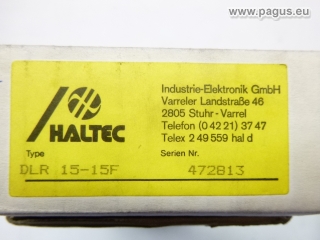 www.pagus.eu
HALTEC
Industrie-Elektronik GmbH
Varreler Landstraße 46
2805 Stuhr - Varrel
Telefon (0 42 21) 37 47
Telex 2 49 559 hal d
Type
Serien Nr.
DLR 15-15F
472B13